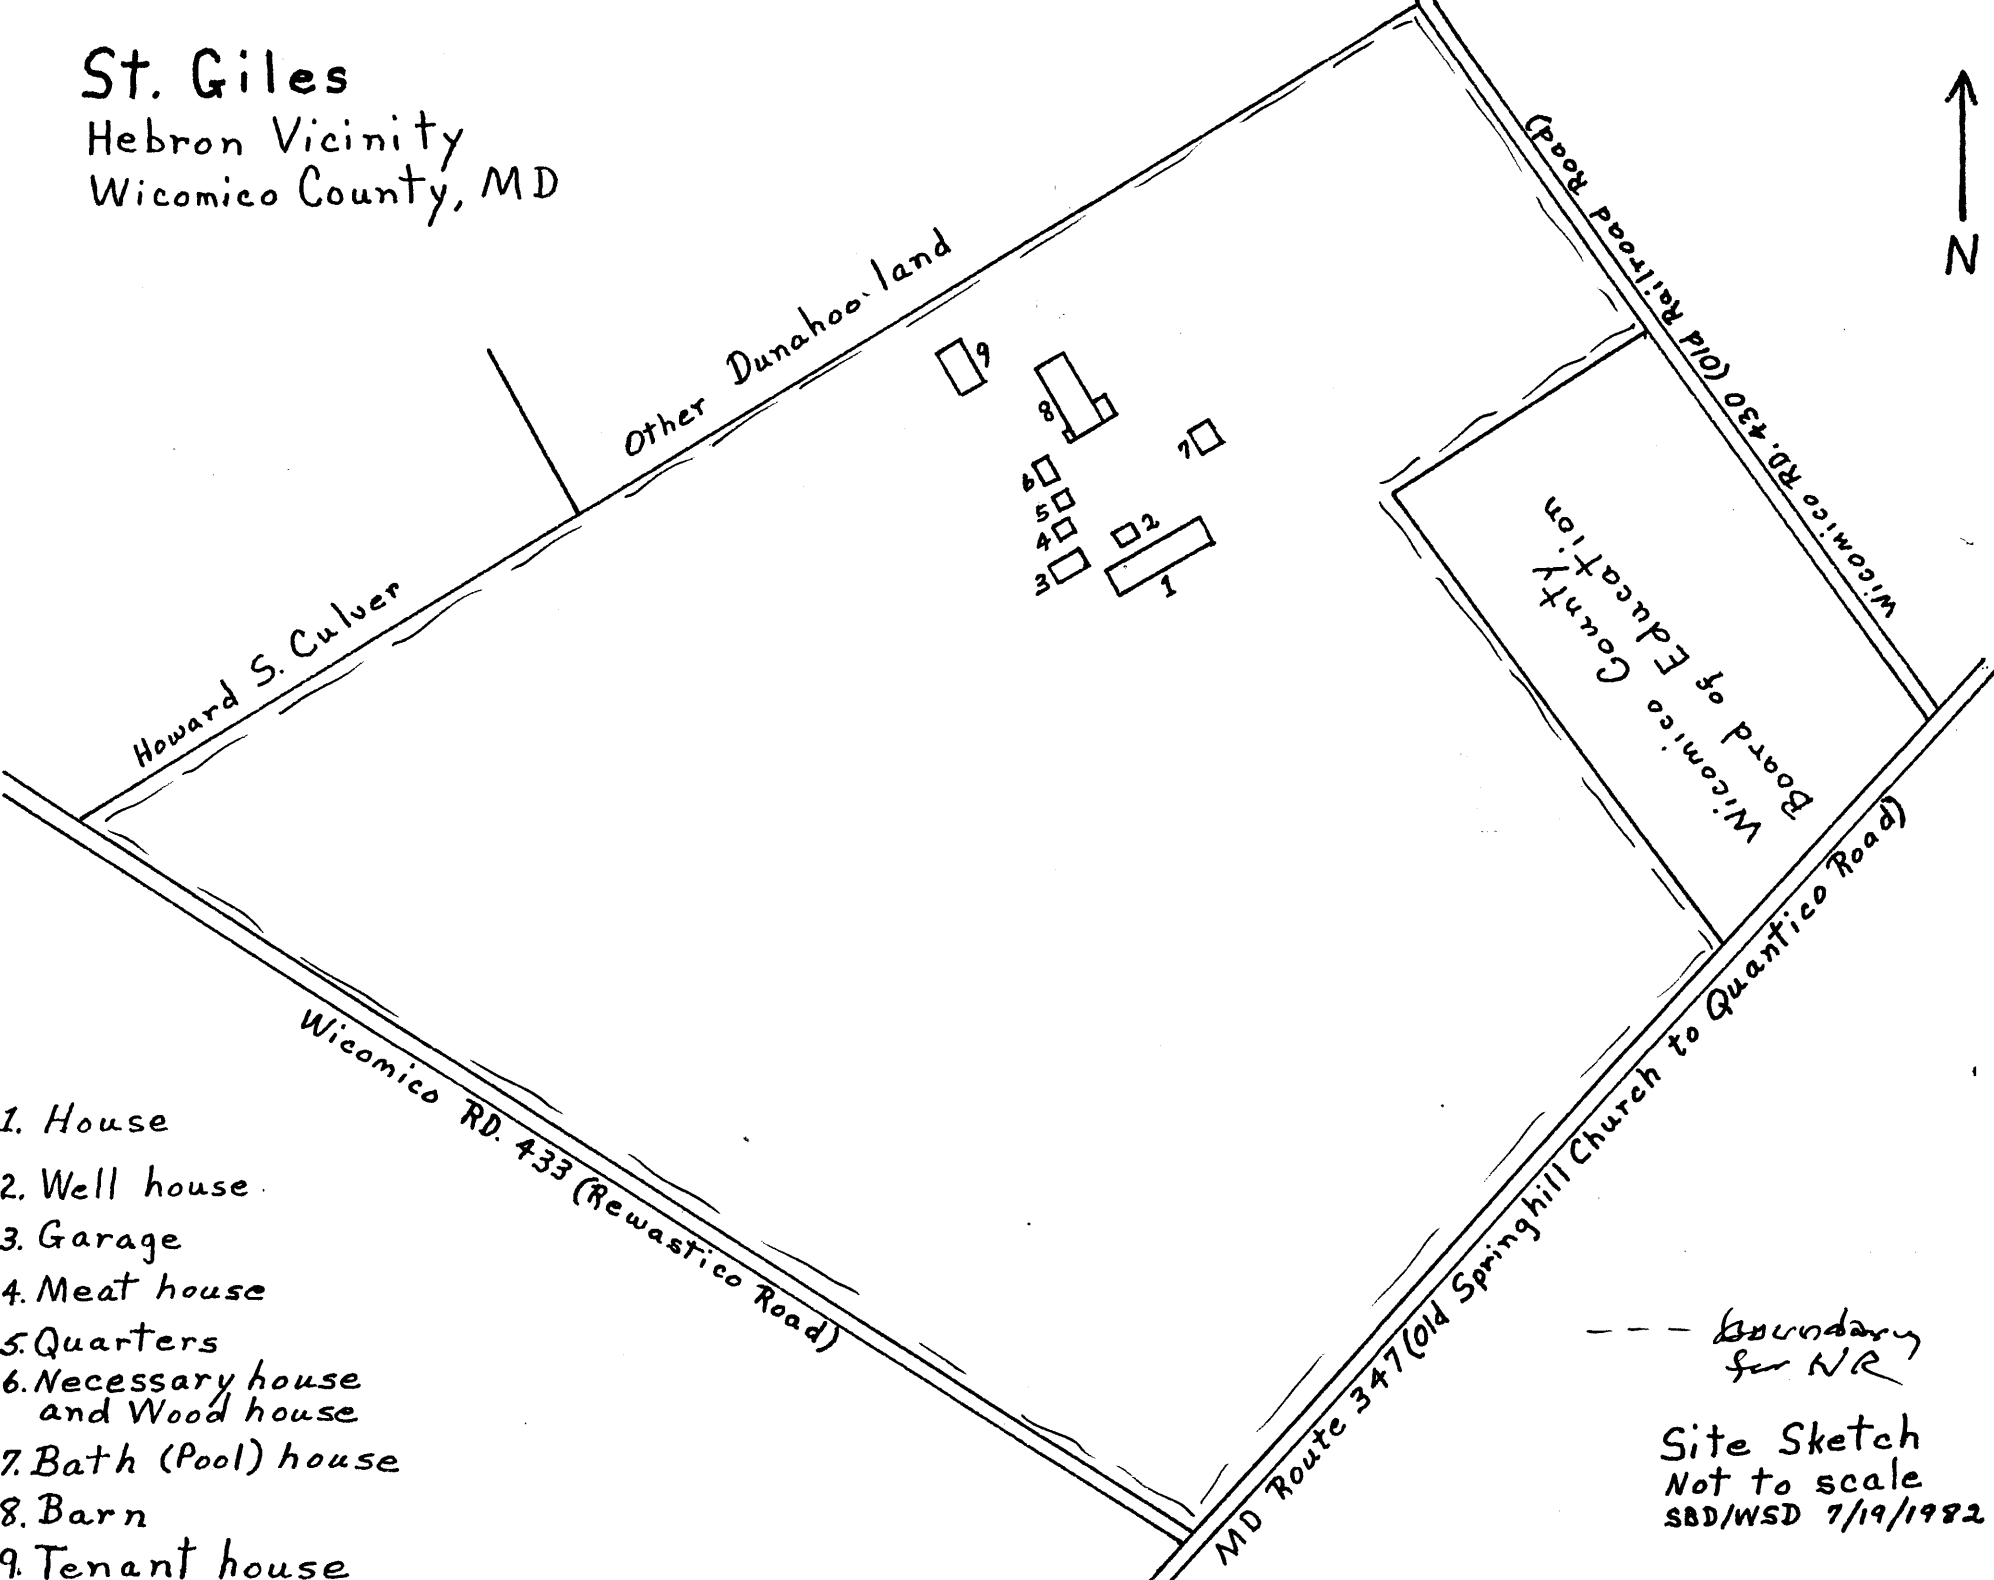 St. Giles
Hebron Vicinity
Wicomico County, MD
N
Howard S. Culver
Other Dunahoo land
Wicomico RD. 430 (Old Railroad Road)
9
8
7
6
5
4
3
2
1
Wicomico County
Board of Education
Wicomico RD. 433 (Rewastico Road)
MD Route 347 (Old Springhill Church to Quantico Road)
1. House
2. Well house
3. Garage
4. Meat house
5. Quarters
6. Necessary house
and Wood house
7. Bath (Pool) house
8. Barn
9. Tenant house
--- boundary
for NR
Site Sketch
Not to scale
SBD/WSD 7/19/1982